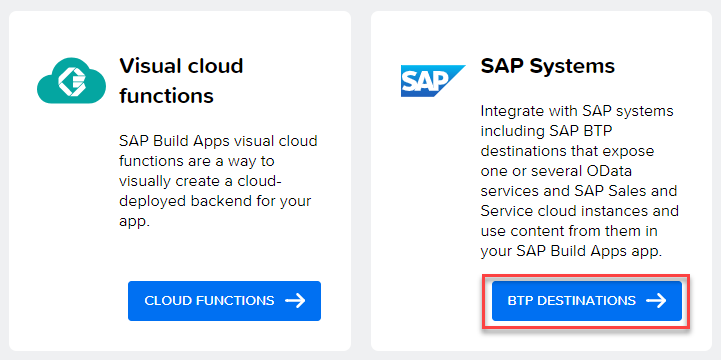 Visual cloud
functions
SAP Build Apps visual cloud
functions are a way to
visually create a cloud-
deployed backend for your
app.
CLOUD FUNCTIONS
SAP
SAP Systems
Integrate with SAP systems
including SAP BTP
destinations that expose
one or several OData
services and SAP Sales and
Service cloud instances and
use content from them in
your SAP Build Apps app.
BTP DESTINATIONS